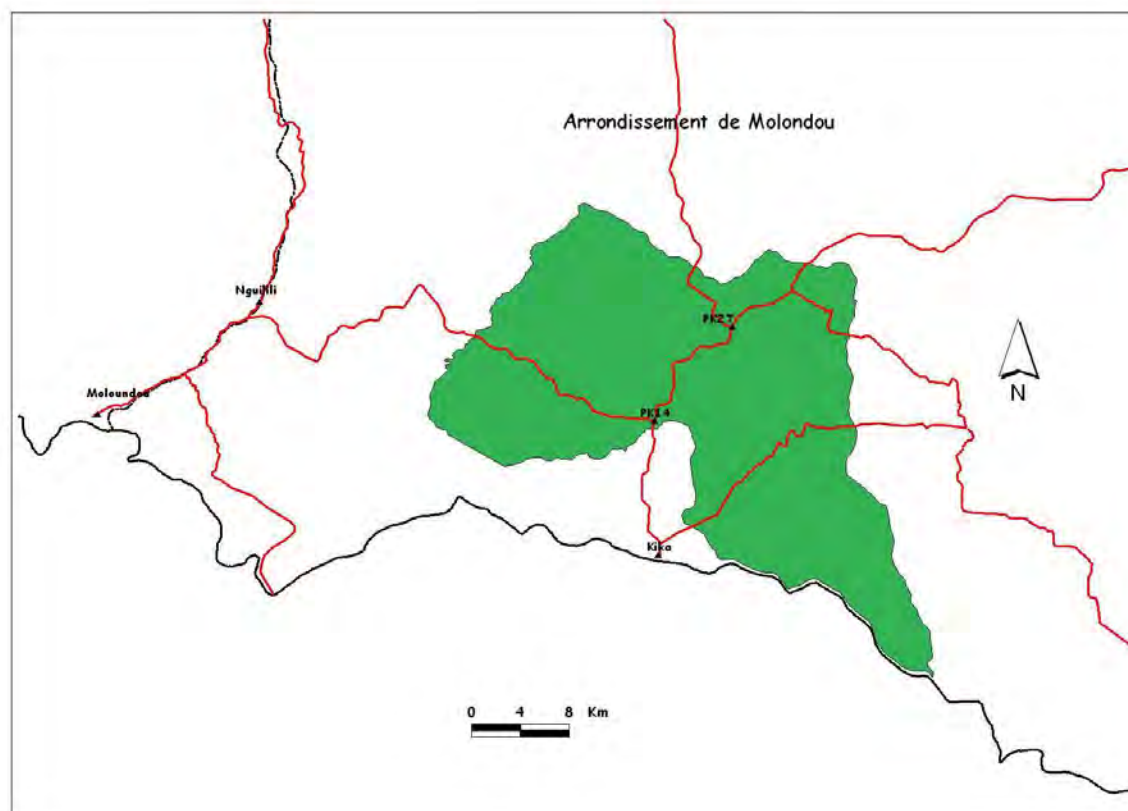 Arrondissement de Molondou
Nguilili
PK27
Moloundou
PK14
N
Kika
0 4 8 Km